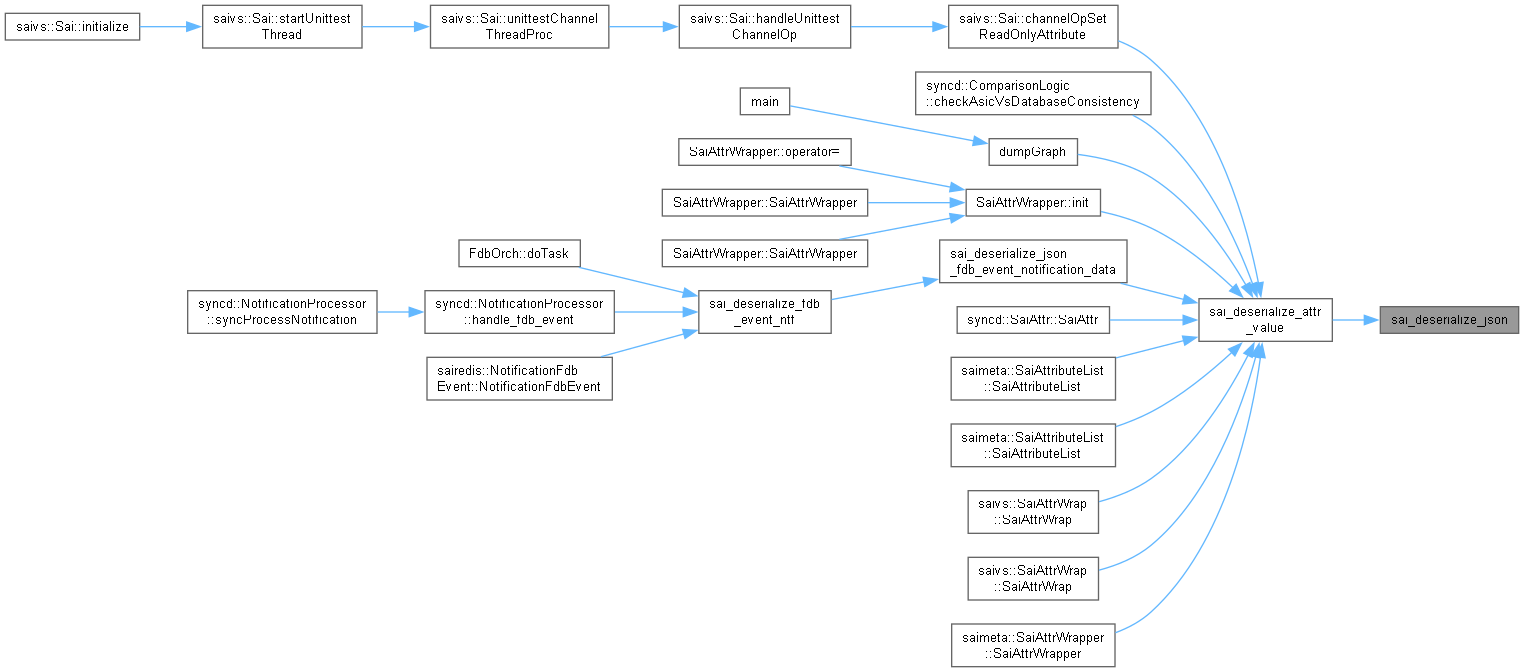 saivs::Sai::initialize
saivs::Sai::startUnittest
Thread
saivs::Sai::unittestChannel
ThreadProc
saivs::Sai::handleUnittest
ChannelOp
saivs::Sai::channelOpSet
ReadOnlyAttribute
syncd::ComparisonLogic
::checkAsicVsDatabaseConsistency
main
dumpGraph
SaiAttrWrapper::operator=
SaiAttrWrapper::SaiAttrWrapper
SaiAttrWrapper::init
SaiAttrWrapper::SaiAttrWrapper
FdbOrch::doTask
sai_deserialize_json
_fdb_event_notification_data
syncd::NotificationProcessor
::syncProcessNotification
syncd::NotificationProcessor
::handle_fdb_event
sai_deserialize_fdb
_event_ntf
syncd::SaiAttr::SaiAttr
sai_deserialize_attr
_value
sai_deserialize_json
sairedis::NotificationFdb
Event::NotificationFdbEvent
saimeta::SaiAttributeList
::SaiAttributeList
saimeta::SaiAttributeList
::SaiAttributeList
saivs::SaiAttrWrap
::SaiAttrWrap
saivs::SaiAttrWrap
::SaiAttrWrap
saimeta::SaiAttrWrapper
::SaiAttrWrapper